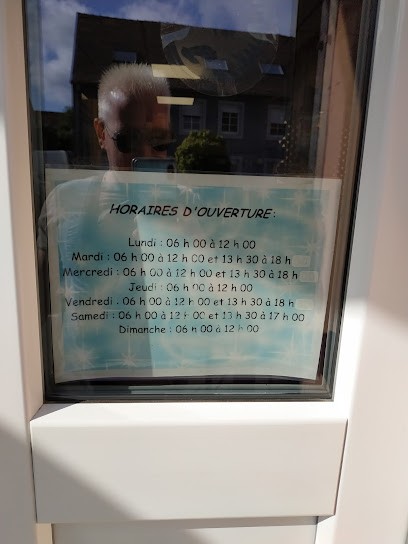 HORAIRES D'OUVERTURE :
Lundi : 06 h 00 à 12 h 00
Mardi : 06 h 00 à 12 h 00 et 13 h 30 à 18 h
Mercredi : 06 h 00 à 12 h 00 et 13 h 30 à 18 h
Jeudi : 06 h 00 à 12 h 00
Vendredi : 06 h 00 à 12 h 00 et 13 h 30 à 18 h
Samedi : 06 h 00 à 12 h 00 et 13 h 30 à 17 h 00
Dimanche : 06 h 00 à 12 h 00